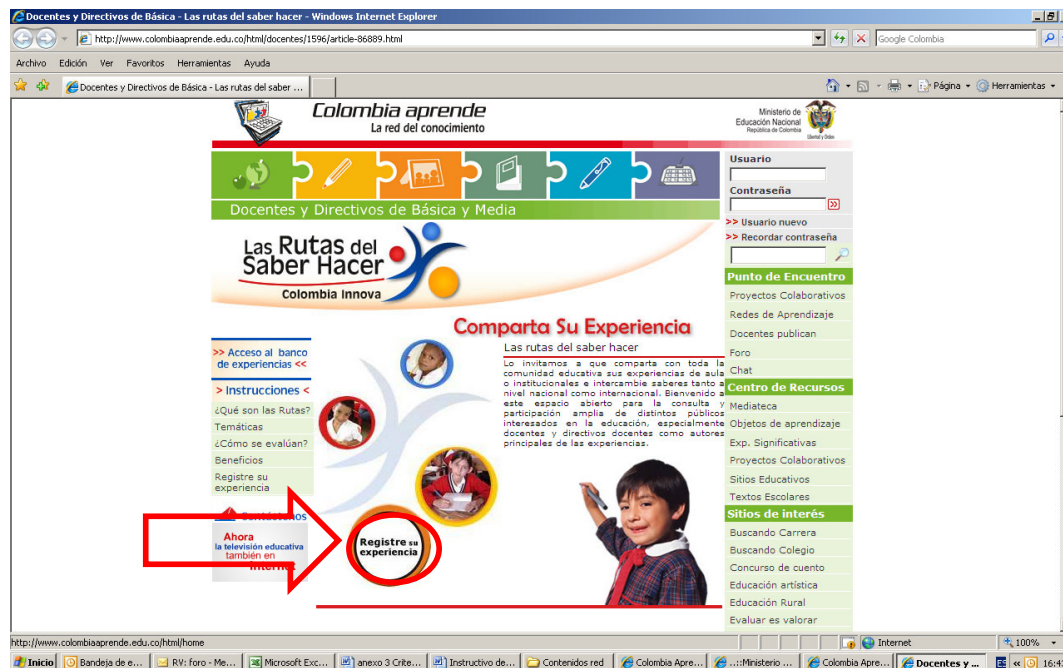 Docentes y Directivos de Básica - Las rutas del saber hacer - Windows Internet Explorer
http://www.colombiaaprende.edu.co/html/docentes/1596/article-86889.html
Google Colombia
Archivo Edición Ver Favoritos Herramientas Ayuda
Docentes y Directivos de Básica - Las rutas del saber ...
Página
Herramientas
Colombia aprende
La red del conocimiento
Ministerio de
Educación Nacional
República de Colombia
Libertad y Orden
Docentes y Directivos de Básica y Media
Las Rutas del
Saber Hacer
Colombia Innova
Comparta Su Experiencia
>> Acceso al banco
de experiencias <<
> Instrucciones <
¿Qué son las Rutas?
Temáticas
¿Cómo se evalúan?
Beneficios
Registre su
experiencia
Contáctenos
Ahora
la televisión educativa
también en
Internet
Las rutas del saber hacer
Lo invitamos a que comparta con toda la
comunidad educativa sus experiencias de aula
o institucionales e intercambie saberes tanto a
nivel nacional como internacional. Bienvenido a
este espacio abierto para la consulta y
participación amplia de distintos públicos
interesados en la educación, especialmente
docentes y directivos docentes como autores
principales de las experiencias.
Registre su
experiencia
Usuario
Contraseña
>> Usuario nuevo
>> Recordar contraseña
Punto de Encuentro
Proyectos Colaborativos
Redes de Aprendizaje
Docentes publican
Foro
Chat
Centro de Recursos
Mediateca
Objetos de aprendizaje
Exp. Significativas
Proyectos Colaborativos
Sitios Educativos
Textos Escolares
Sitios de interés
Buscando Carrera
Buscando Colegio
Concurso de cuento
Educación artística
Educación Rural
Evaluar es valorar
http://www.colombiaaprende.edu.co/html/home
Internet
100%
Inicio
Bandeja de e...
RV: foro - Me...
Microsoft Exc...
anexo 3 Crite...
Instructivo de...
Contenidos red
Colombia Apre...
..::Ministerio ...
Colombia Apre...
Docentes y ...
ES